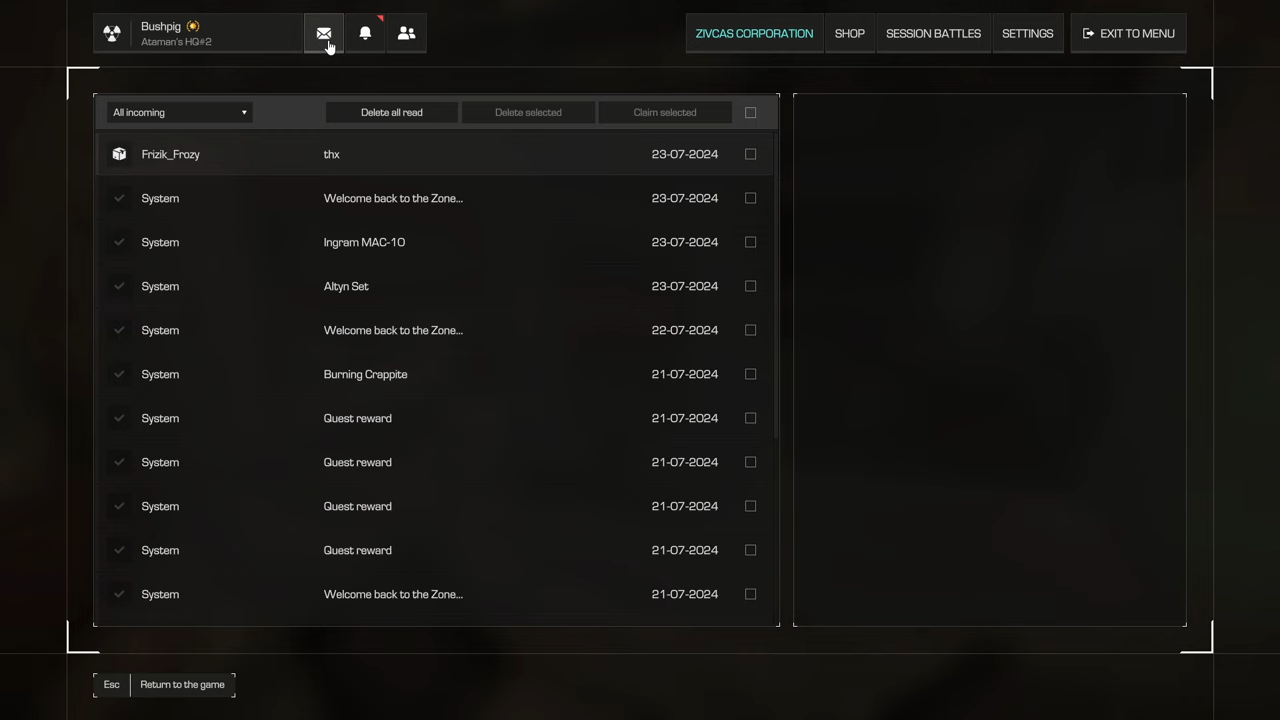 Bushpig
Atamen's HQ#2
ZIVCAS CORPORATION
SHOP
SESSION BATTLES
SETTINGS
EXIT TO MENU
All incoming
Delete all read
Delete selected
Claim selected
Frizik_Frozy thx 23-07-2024
System Welcome back to the Zone... 23-07-2024
System Ingram MAC-10 23-07-2024
System Altyn Set 23-07-2024
System Welcome back to the Zone... 22-07-2024
System Burning Crappite 21-07-2024
System Quest reward 21-07-2024
System Quest reward 21-07-2024
System Quest reward 21-07-2024
System Quest reward 21-07-2024
System Welcome back to the Zone... 21-07-2024
Esc Return to the game